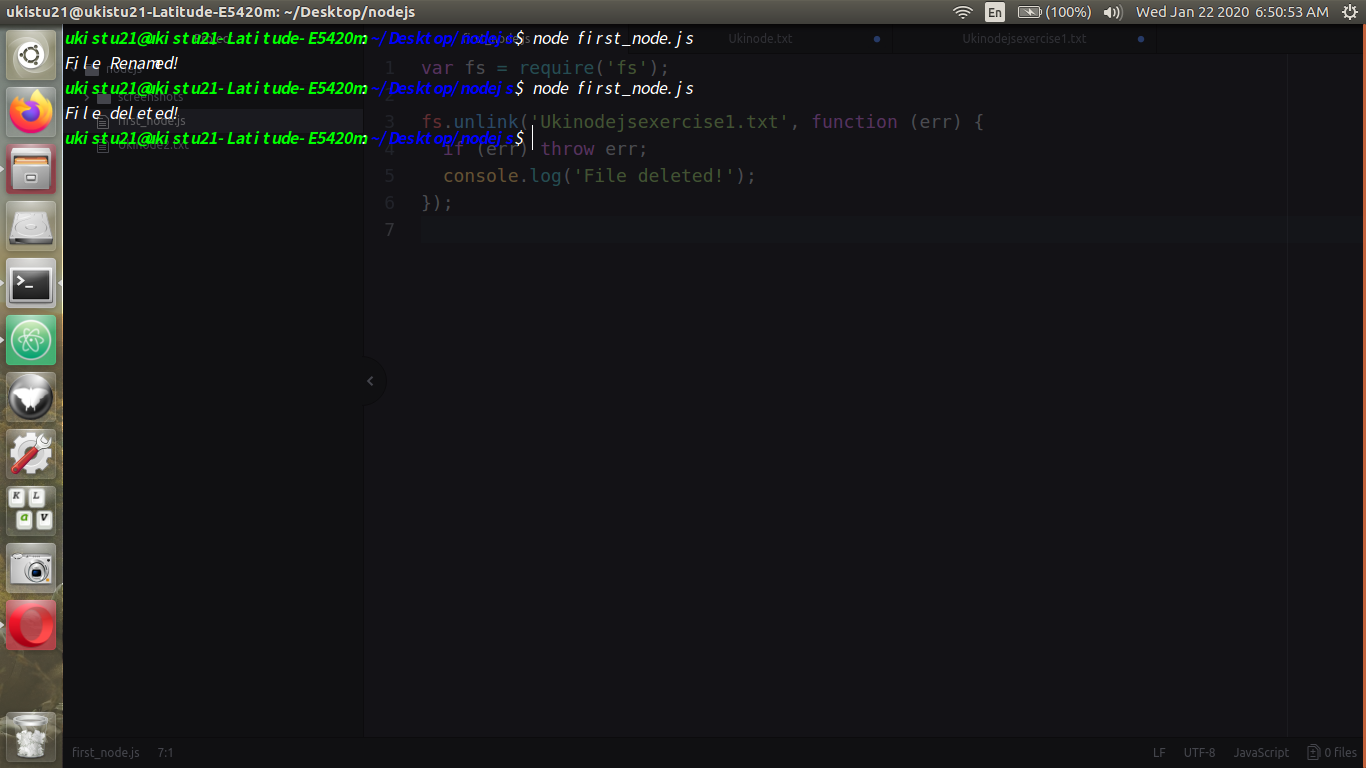 ukistu21@ukistu21-Latitude-E5420m: ~/Desktop/nodejs
En (100%) Wed Jan 22 2020 6:50:53 AM
ukistu21@ukistu21-Latitude-E5420m:~/Desktop/nodejs$ node first_node.js
File Renamed!
ukistu21@ukistu21-Latitude-E5420m:~/Desktop/nodejs$ node first_node.js
File deleted!
ukistu21@ukistu21-Latitude-E5420m:~/Desktop/nodejs$
nodejs
screenshots
first_node.js
first_node.js
Ukinode.txt
Ukinodejsexercise1.txt
1 var fs = require('fs');
2
3 fs.unlink('Ukinodejsexercise1.txt', function (err) {
4 if (err) throw err;
5 console.log('File deleted!');
6 });
7
K L
a v
first_node.js 7:1
LF UTF-8 JavaScript 0 files